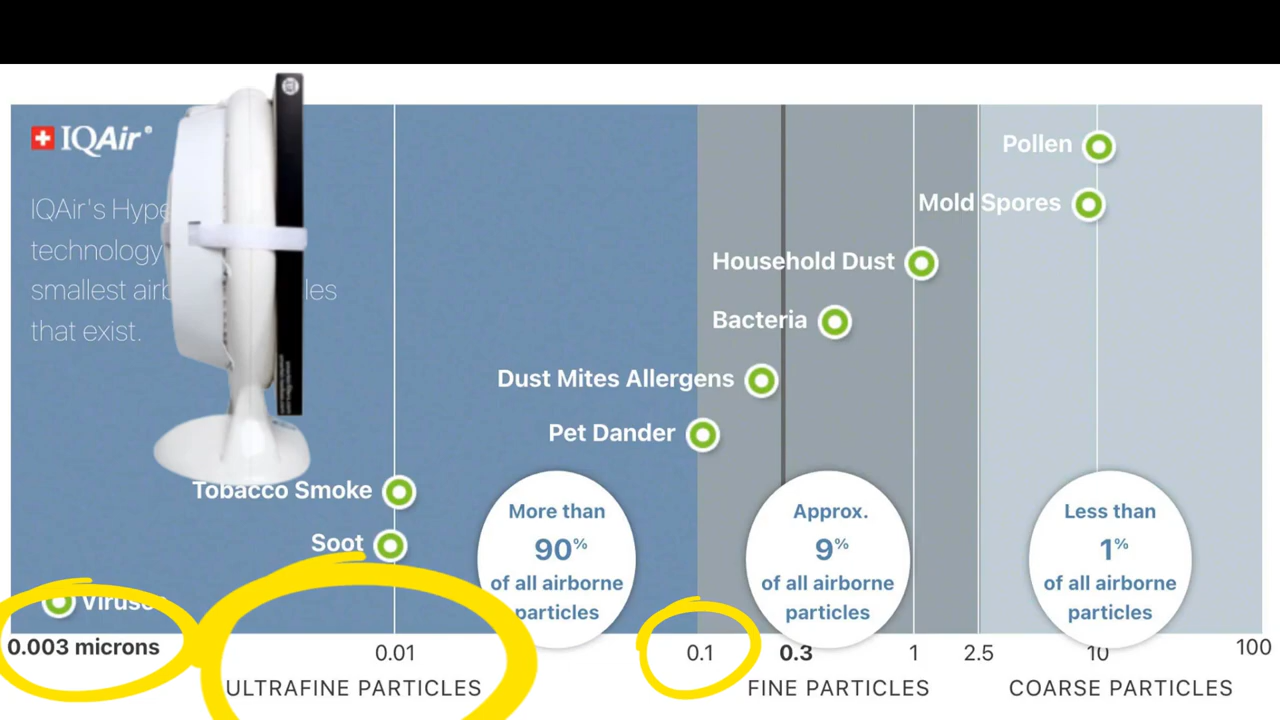 IQAir
IQAir's Hype
technology
smallest airb les
that exist.
Pollen
Mold Spores
Household Dust
Bacteria
Dust Mites Allergens
Pet Dander
Tobacco Smoke
Soot
Viruses
More than
90%
of all airborne
particles
Approx.
9%
of all airborne
particles
Less than
1%
of all airborne
particles
0.003 microns
0.01
0.1
0.3
1
2.5
10
100
ULTRAFINE PARTICLES
FINE PARTICLES
COARSE PARTICLES